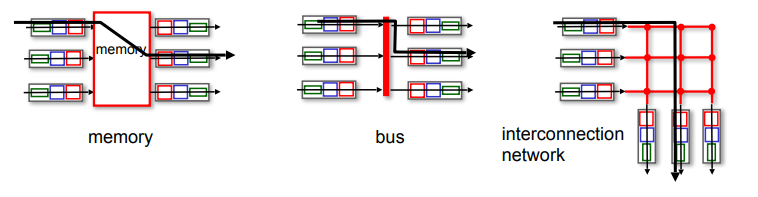 memory
memory
bus
interconnection
network